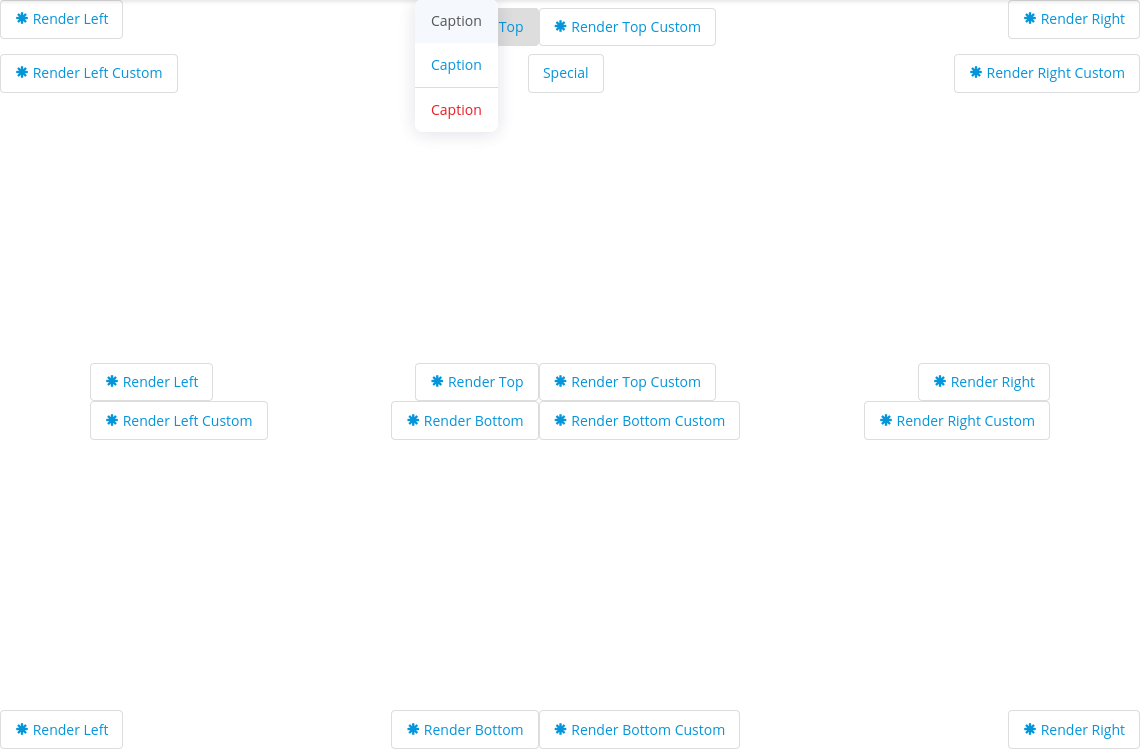 Render Left
Caption
Top
Render Top Custom
Render Right
Render Left Custom
Caption
Special
Render Right Custom
Caption
Render Left
Render Top
Render Top Custom
Render Right
Render Left Custom
Render Bottom
Render Bottom Custom
Render Right Custom
Render Left
Render Bottom
Render Bottom Custom
Render Right